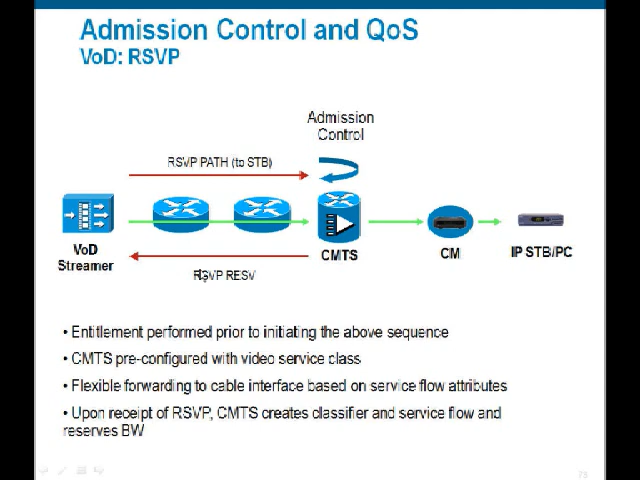 Admission Control and QoS
VoD: RSVP
Admission
Control
RSVP PATH (to STB)
VoD
Streamer
CMTS
CM
IP STB/PC
RSVP RESV
• Entitlement performed prior to initiating the above sequence
• CMTS pre-configured with video service class
• Flexible forwarding to cable interface based on service flow attributes
• Upon receipt of RSVP, CMTS creates classifier and service flow and
reserves BW
73